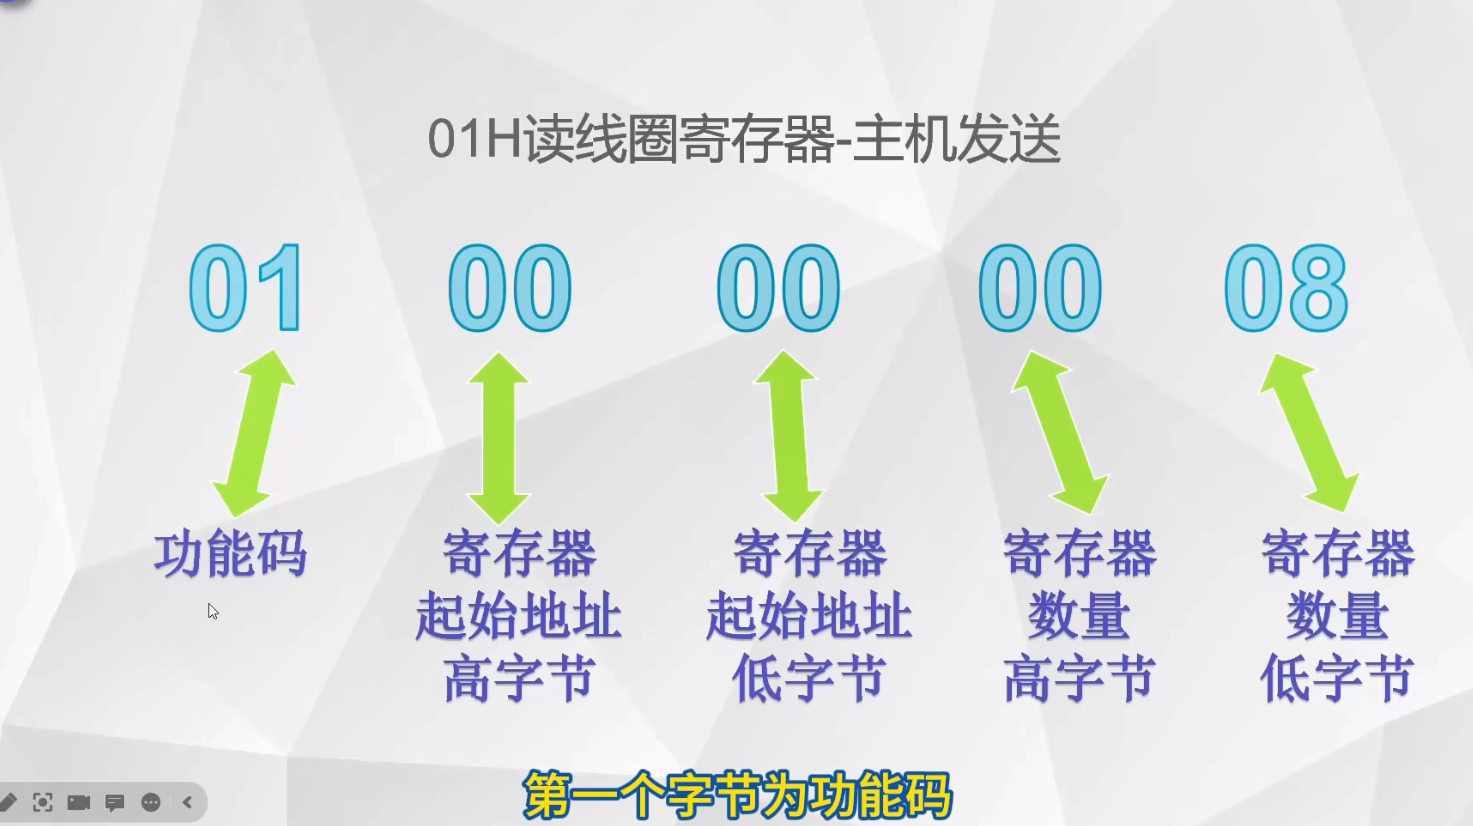 01H读线圈寄存器-主机发送
01 00 00 00 08
功能码
寄存器
起始地址
高字节
寄存器
起始地址
低字节
寄存器
数量
高字节
寄存器
数量
低字节
第一个字节为功能码